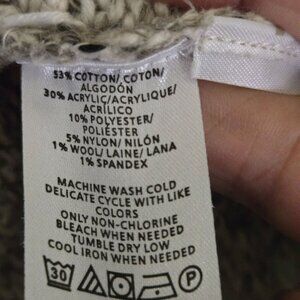 53% COTTON/ COTON/
ALGODÓN
30% ACRYLIC/ACRYLIQUE/
ACRÍLICO
10% POLYESTER/
POLIÉSTER
5% NYLON/ NILÓN
1% WOOL/ LAINE/ LANA
1% SPANDEX
MACHINE WASH COLD
DELICATE CYCLE WITH LIKE
COLORS
ONLY NON-CHLORINE
BLEACH WHEN NEEDED
TUMBLE DRY LOW
COOL IRON WHEN NEEDED
30 P